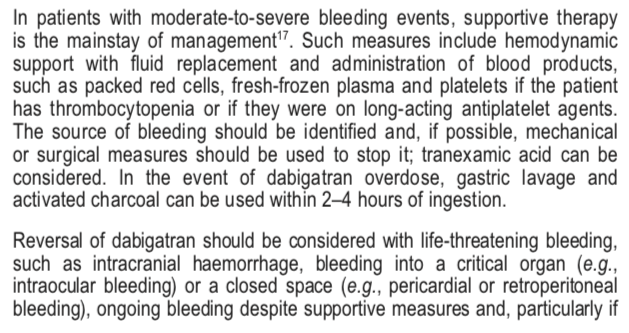 In patients with moderate-to-severe bleeding events, supportive therapy
is the mainstay of management17. Such measures include hemodynamic
support with fluid replacement and administration of blood products,
such as packed red cells, fresh-frozen plasma and platelets if the patient
has thrombocytopenia or if they were on long-acting antiplatelet agents.
The source of bleeding should be identified and, if possible, mechanical
or surgical measures should be used to stop it; tranexamic acid can be
considered. In the event of dabigatran overdose, gastric lavage and
activated charcoal can be used within 2–4 hours of ingestion.
Reversal of dabigatran should be considered with life-threatening bleeding,
such as intracranial haemorrhage, bleeding into a critical organ (e.g.,
intraocular bleeding) or a closed space (e.g., pericardial or retroperitoneal
bleeding), ongoing bleeding despite supportive measures and, particularly if